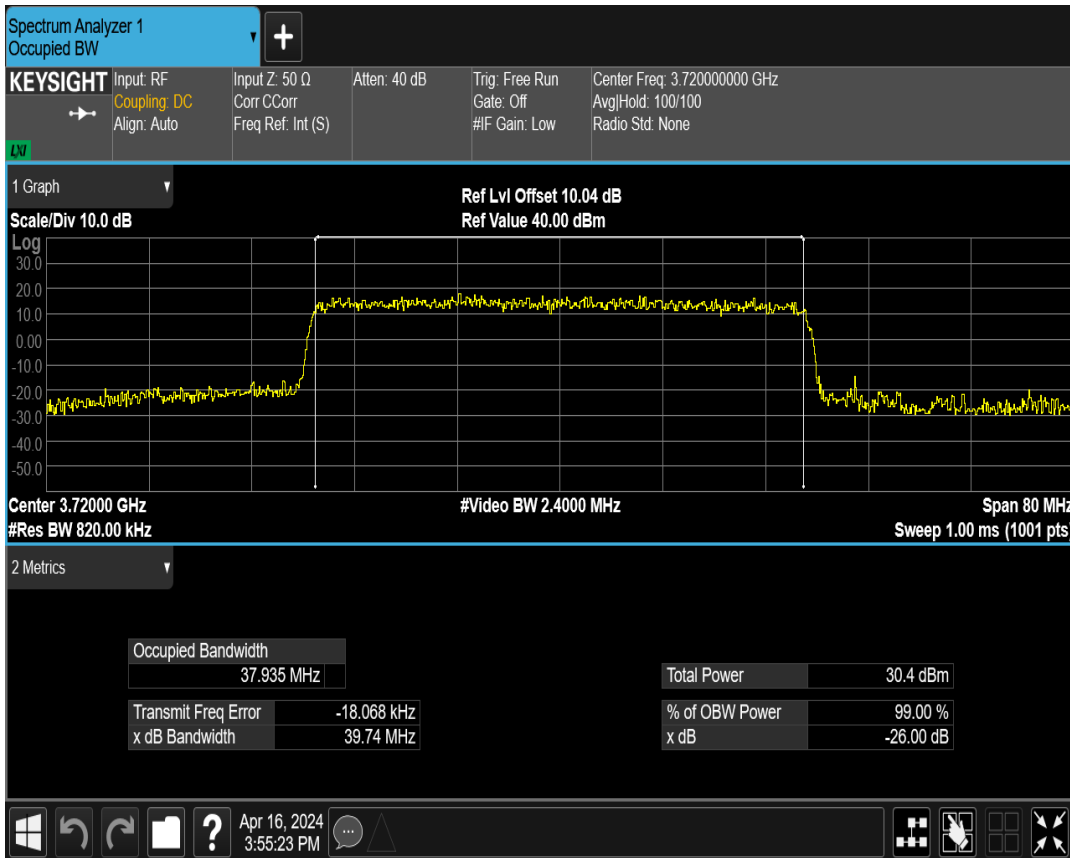 Spectrum Analyzer 1
Occupied BW
+
KEYSIGHT
LXI
Input: RF
Coupling: DC
Align: Auto
Input Z: 50 Ω
Corr CCorr
Freq Ref: Int (S)
Atten: 40 dB
Trig: Free Run
Gate: Off
#IF Gain: Low
Center Freq: 3.720000000 GHz
Avg|Hold: 100/100
Radio Std: None
1 Graph
Scale/Div 10.0 dB
Ref Lvl Offset 10.04 dB
Ref Value 40.00 dBm
Log
30.0
20.0
10.0
0.00
-10.0
-20.0
-30.0
-40.0
-50.0
Center 3.72000 GHz
#Res BW 820.00 kHz
#Video BW 2.4000 MHz
Span 80 MHz
Sweep 1.00 ms (1001 pts)
2 Metrics
Occupied Bandwidth
37.935 MHz
Transmit Freq Error -18.068 kHz
x dB Bandwidth 39.74 MHz
Total Power 30.4 dBm
% of OBW Power 99.00 %
x dB -26.00 dB
?
Apr 16, 2024
3:55:23 PM